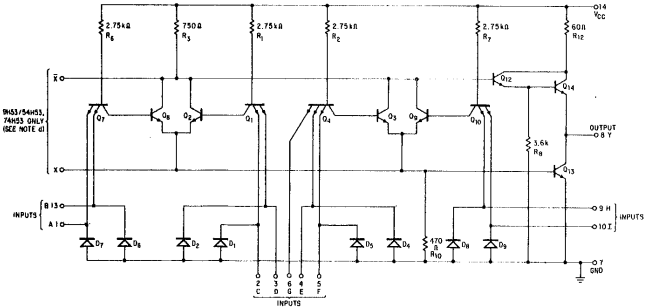 14
VCC
2.75kΩ
R6
750Ω
R3
2.75kΩ
R1
2.75kΩ
R2
2.75kΩ
R7
60Ω
R12
X̄
Q12
Q14
9H53/54H53,
74H53 ONLY
(SEE NOTE d)
Q7
Q8
Q2
Q1
Q4
Q3
Q9
Q10
OUTPUT
8 Y
3.6k
R8
X
Q13
B 13
INPUTS
A 1
9 H
INPUTS
10 I
D7
D6
D2
D1
D5
D4
470
Ω
R10
D8
D9
7
GND
2
C
3
D
6
G
4
E
5
F
INPUTS